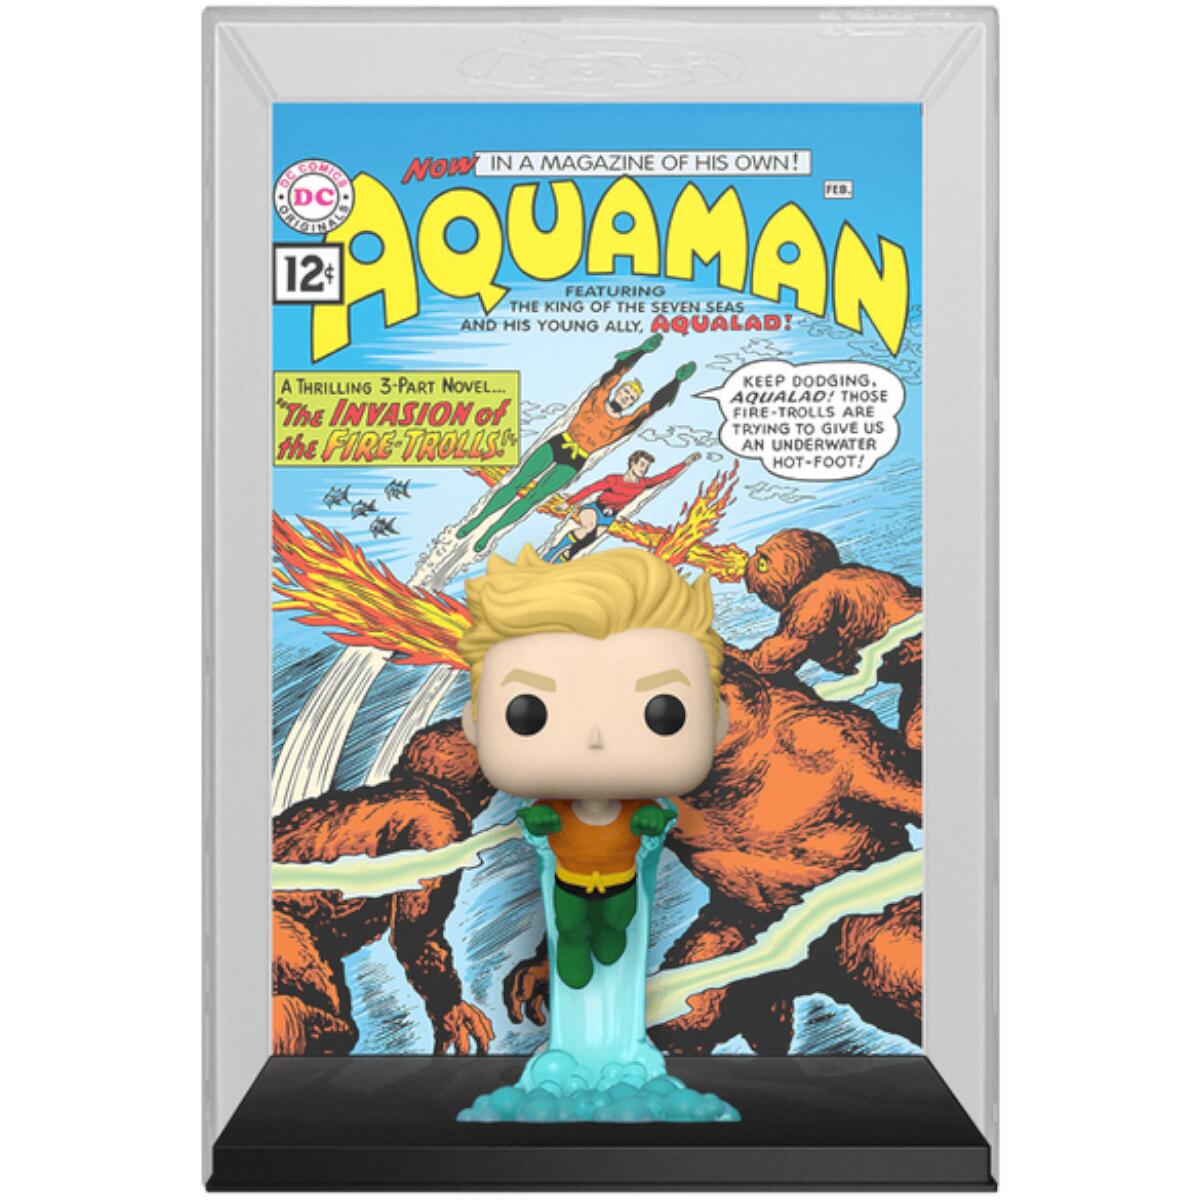 NOW IN A MAGAZINE OF HIS OWN!
DC COMICS
DC
ORIGINALS
FEB.
AQUAMAN
12¢
FEATURING
THE KING OF THE SEVEN SEAS
AND HIS YOUNG ALLY, AQUALAD!
A THRILLING 3-PART NOVEL...
"The INVASION of
the FIRE-TROLLS!"
KEEP DODGING,
AQUALAD! THOSE
FIRE-TROLLS ARE
TRYING TO GIVE US
AN UNDERWATER
HOT-FOOT!